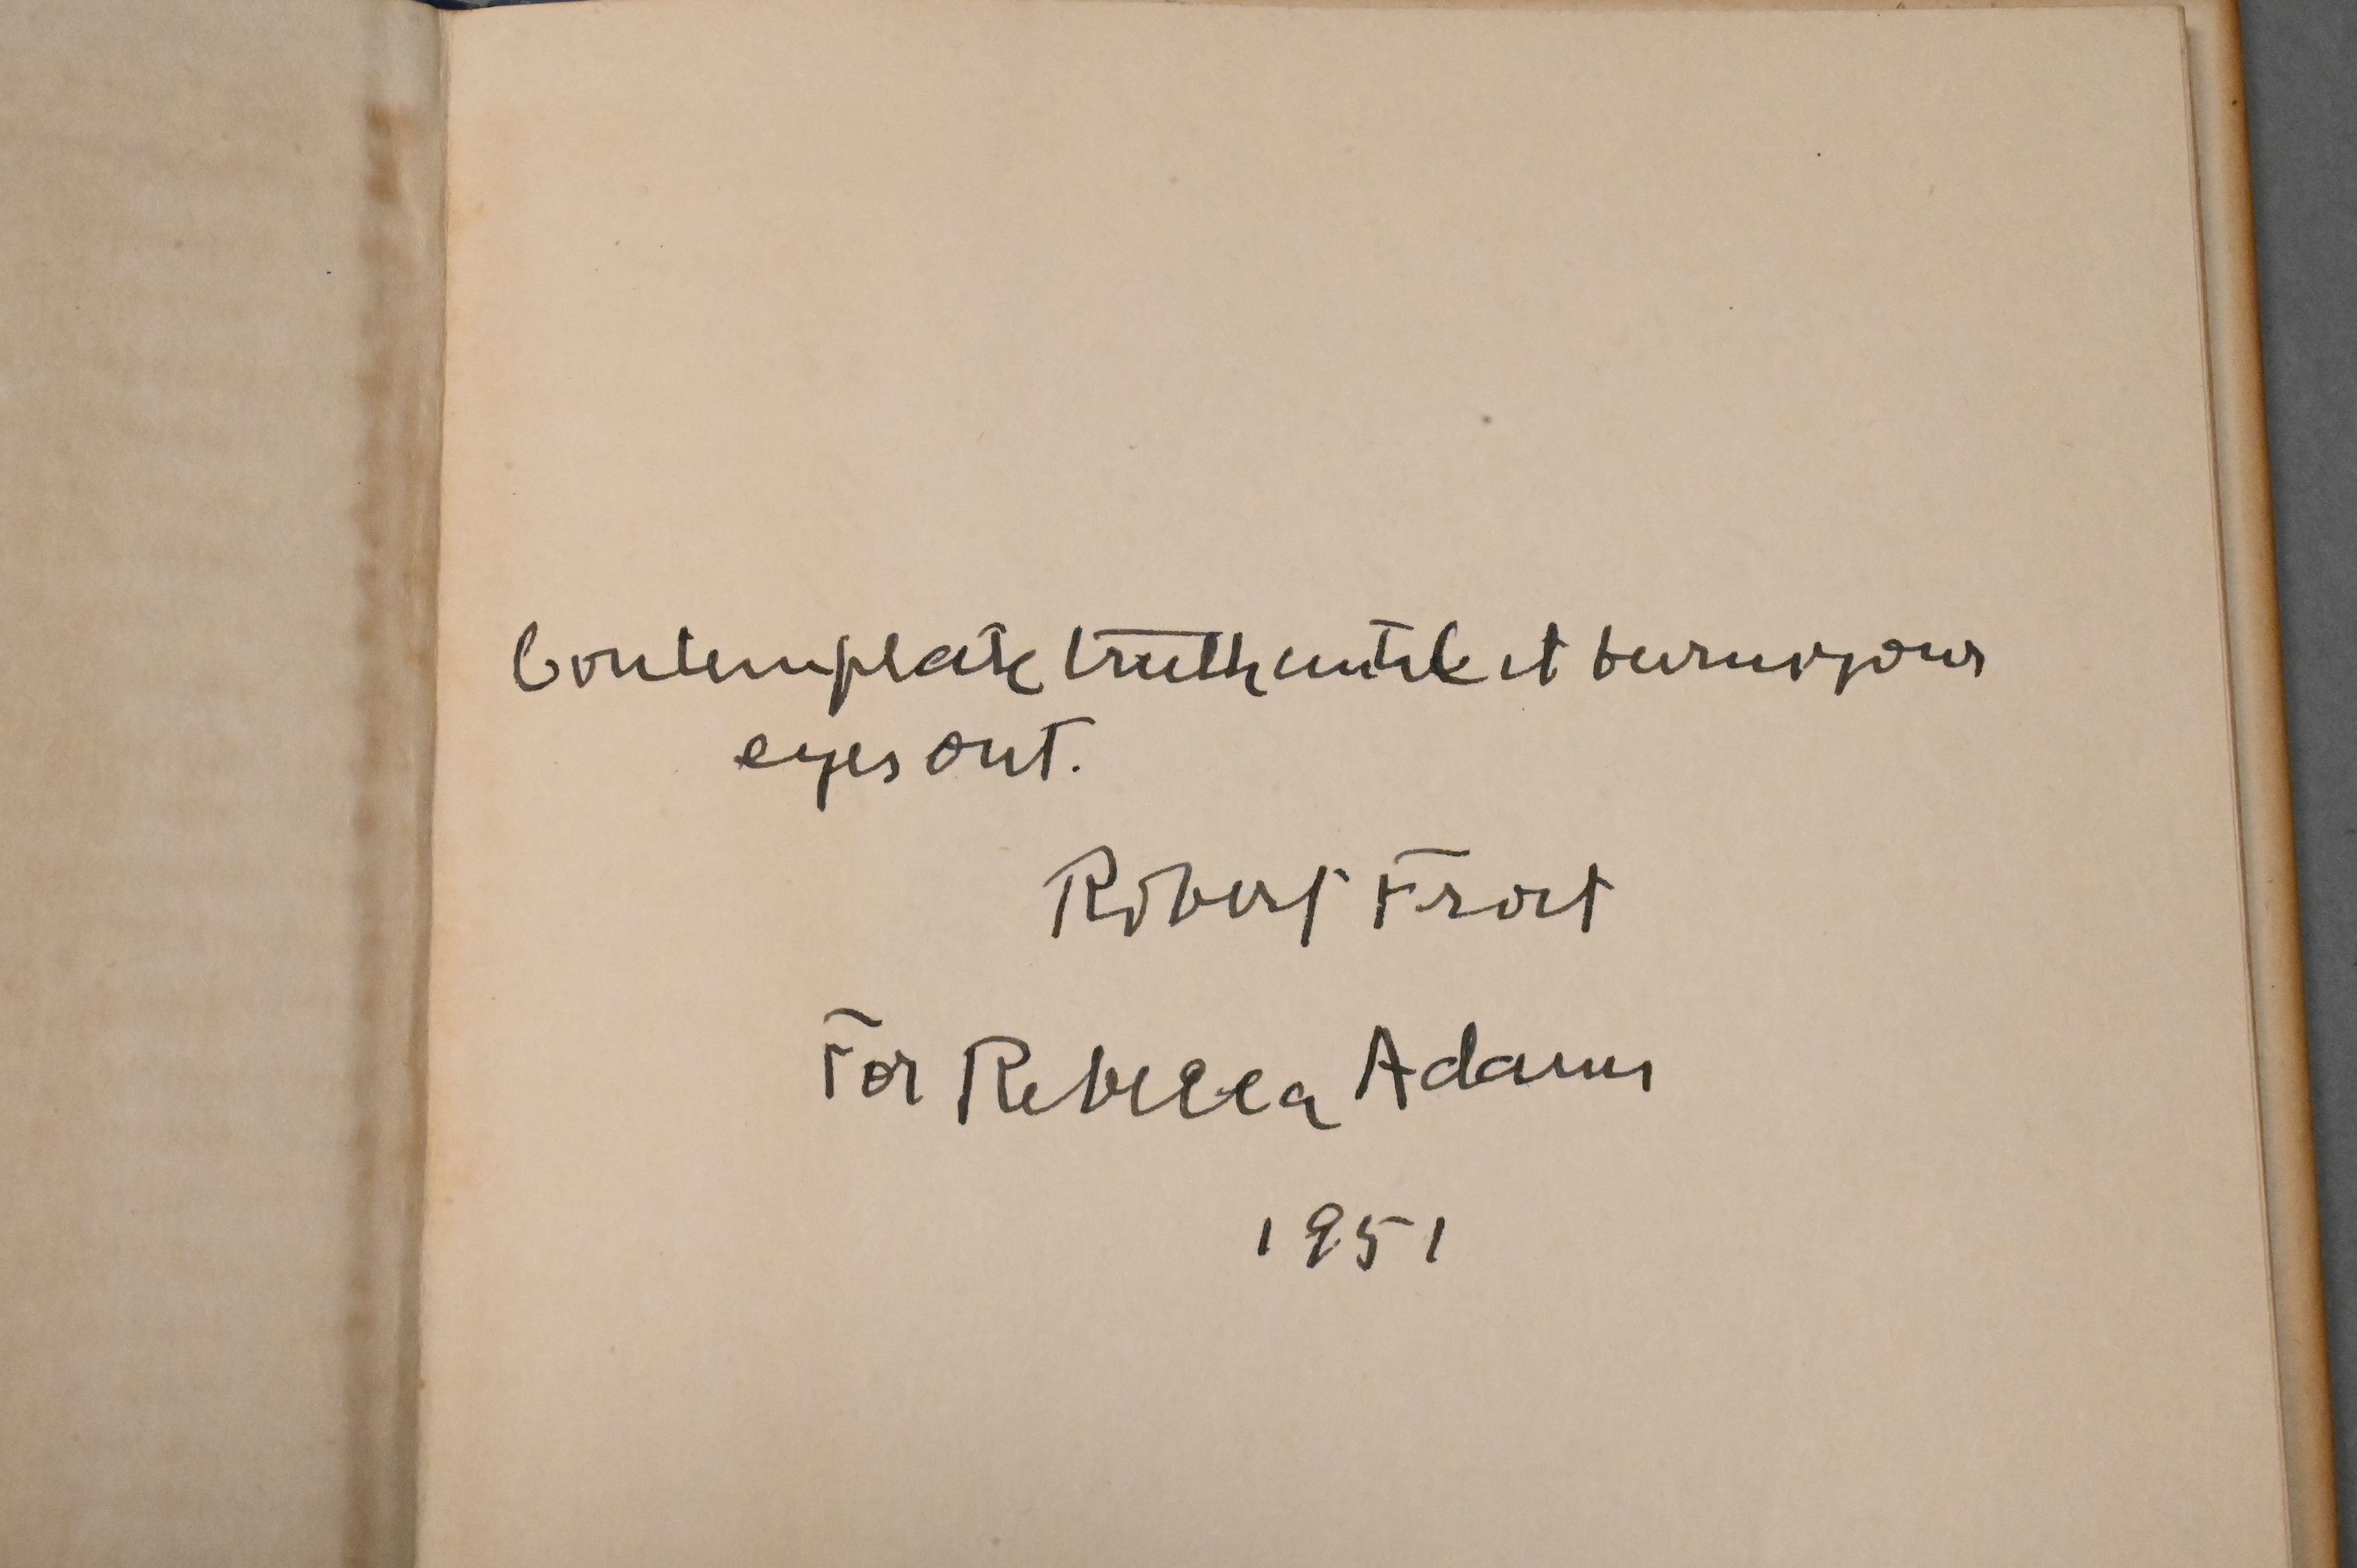 Contemplate truth until it burns your
eyes out.
Robert Frost
For Rebecca Adams
1951